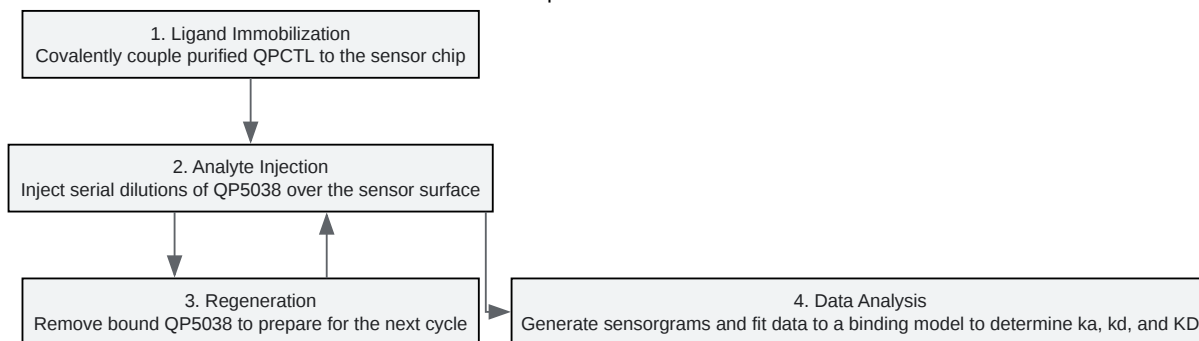 1. Ligand Immobilization
Covalently couple purified QPCTL to the sensor chip
2. Analyte Injection
Inject serial dilutions of QP5038 over the sensor surface
3. Regeneration
Remove bound QP5038 to prepare for the next cycle
4. Data Analysis
Generate sensorgrams and fit data to a binding model to determine ka, kd, and KD